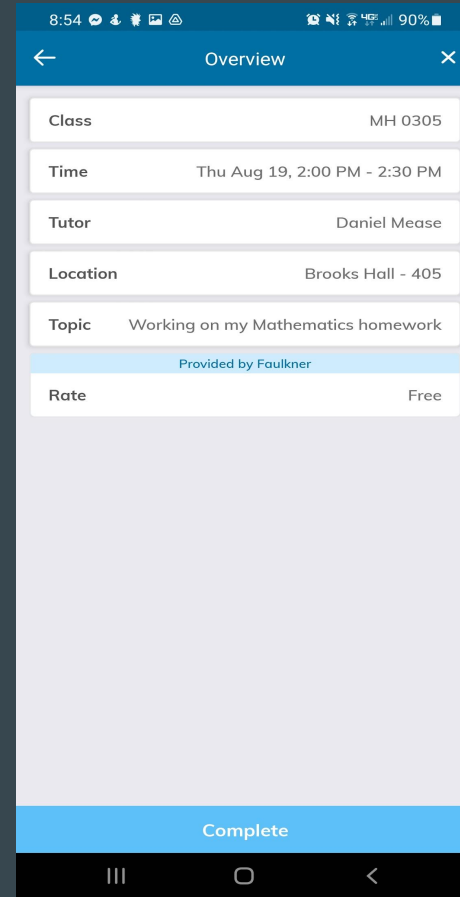 8:54 4G 90%
Overview
Class MH 0305
Time Thu Aug 19, 2:00 PM - 2:30 PM
Tutor Daniel Mease
Location Brooks Hall - 405
Topic Working on my Mathematics homework
Provided by Faulkner
Rate Free
Complete